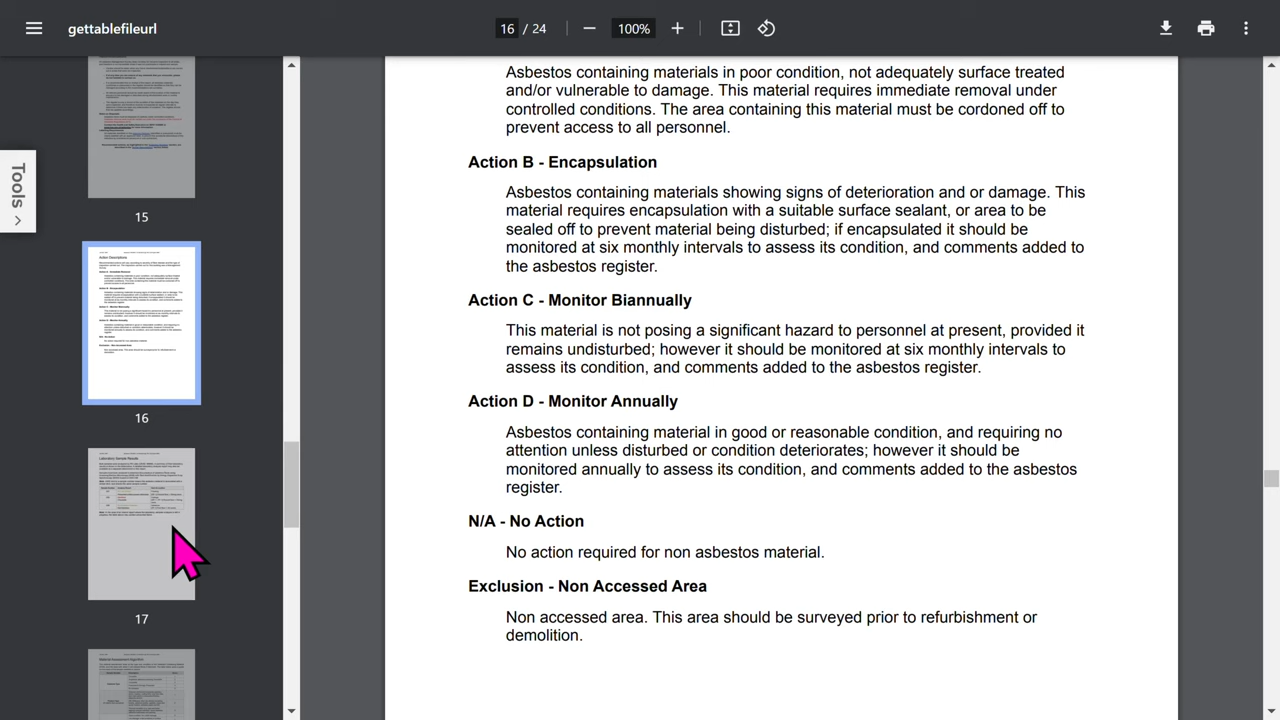 gettablefileurl
16 / 24
100%
Tools
15
16
17
Asbestos containing materials in poor condition, not adequately surface treated
and/or vulnerable to damage. This material requires immediate removal under
controlled conditions. The area containing this material must be cordoned off to
prevent access to all personnel.
Action B - Encapsulation
Asbestos containing materials showing signs of deterioration and or damage. This
material requires encapsulation with a suitable surface sealant, or area to be
sealed off to prevent material being disturbed; if encapsulated it should be
monitored at six monthly intervals to assess its condition, and comments added to
the asbestos register.
Action C - Monitor Biannually
This material is not posing a significant hazard to personnel at present, provided it
remains undisturbed; however it should be monitored at six monthly intervals to
assess its condition, and comments added to the asbestos register.
Action D - Monitor Annually
Asbestos containing material in good or reasonable condition, and requiring no
attention unless disturbed or condition deteriorates; however it should be
monitored annually to assess its condition and comments added to the asbestos
register.
N/A - No Action
No action required for non asbestos material.
Exclusion - Non Accessed Area
Non accessed area. This area should be surveyed prior to refurbishment or
demolition.